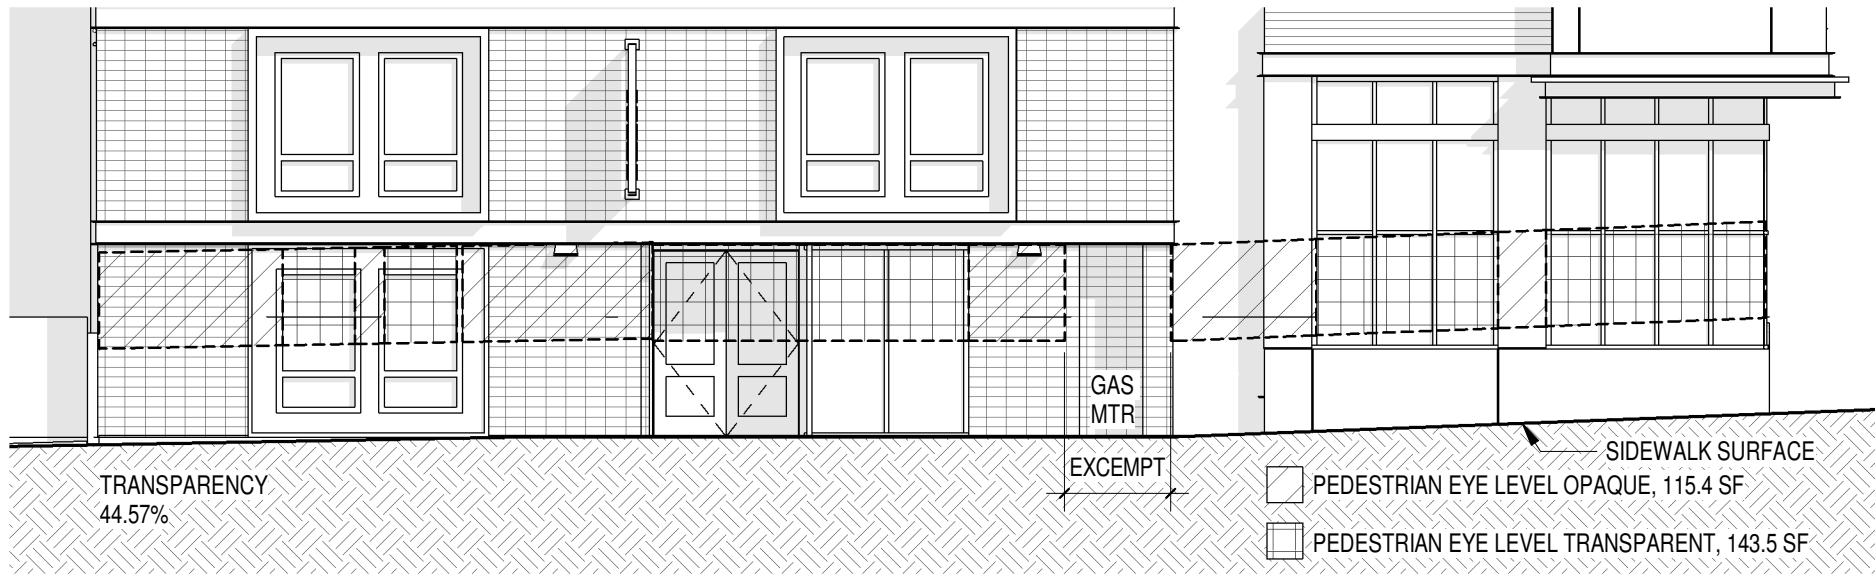 GAS
MTR
EXCEMPT
SIDEWALK SURFACE
TRANSPARENCY
44.57%
PEDESTRIAN EYE LEVEL OPAQUE, 115.4 SF
PEDESTRIAN EYE LEVEL TRANSPARENT, 143.5 SF